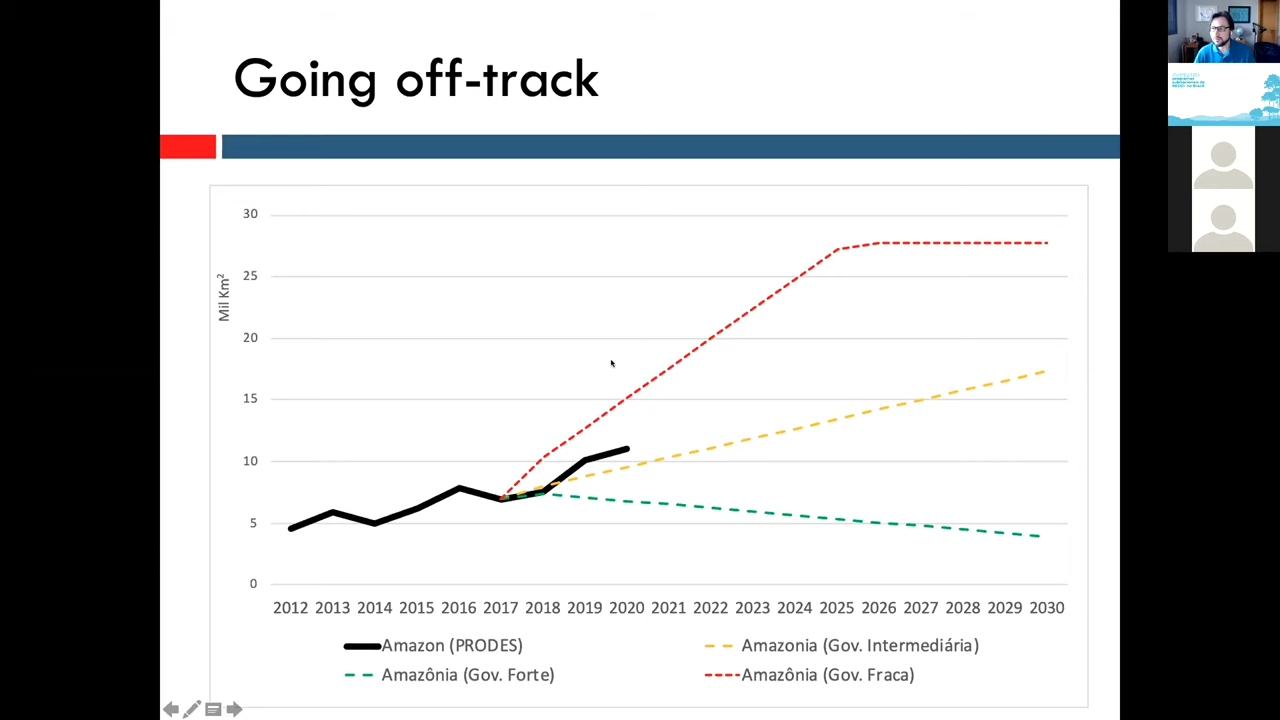 Going off-track
Mil Km²
30
25
20
15
10
5
0
2012 2013 2014 2015 2016 2017 2018 2019 2020 2021 2022 2023 2024 2025 2026 2027 2028 2029 2030
Amazon (PRODES)
Amazonia (Gov. Intermediária)
Amazônia (Gov. Forte)
Amazônia (Gov. Fraca)